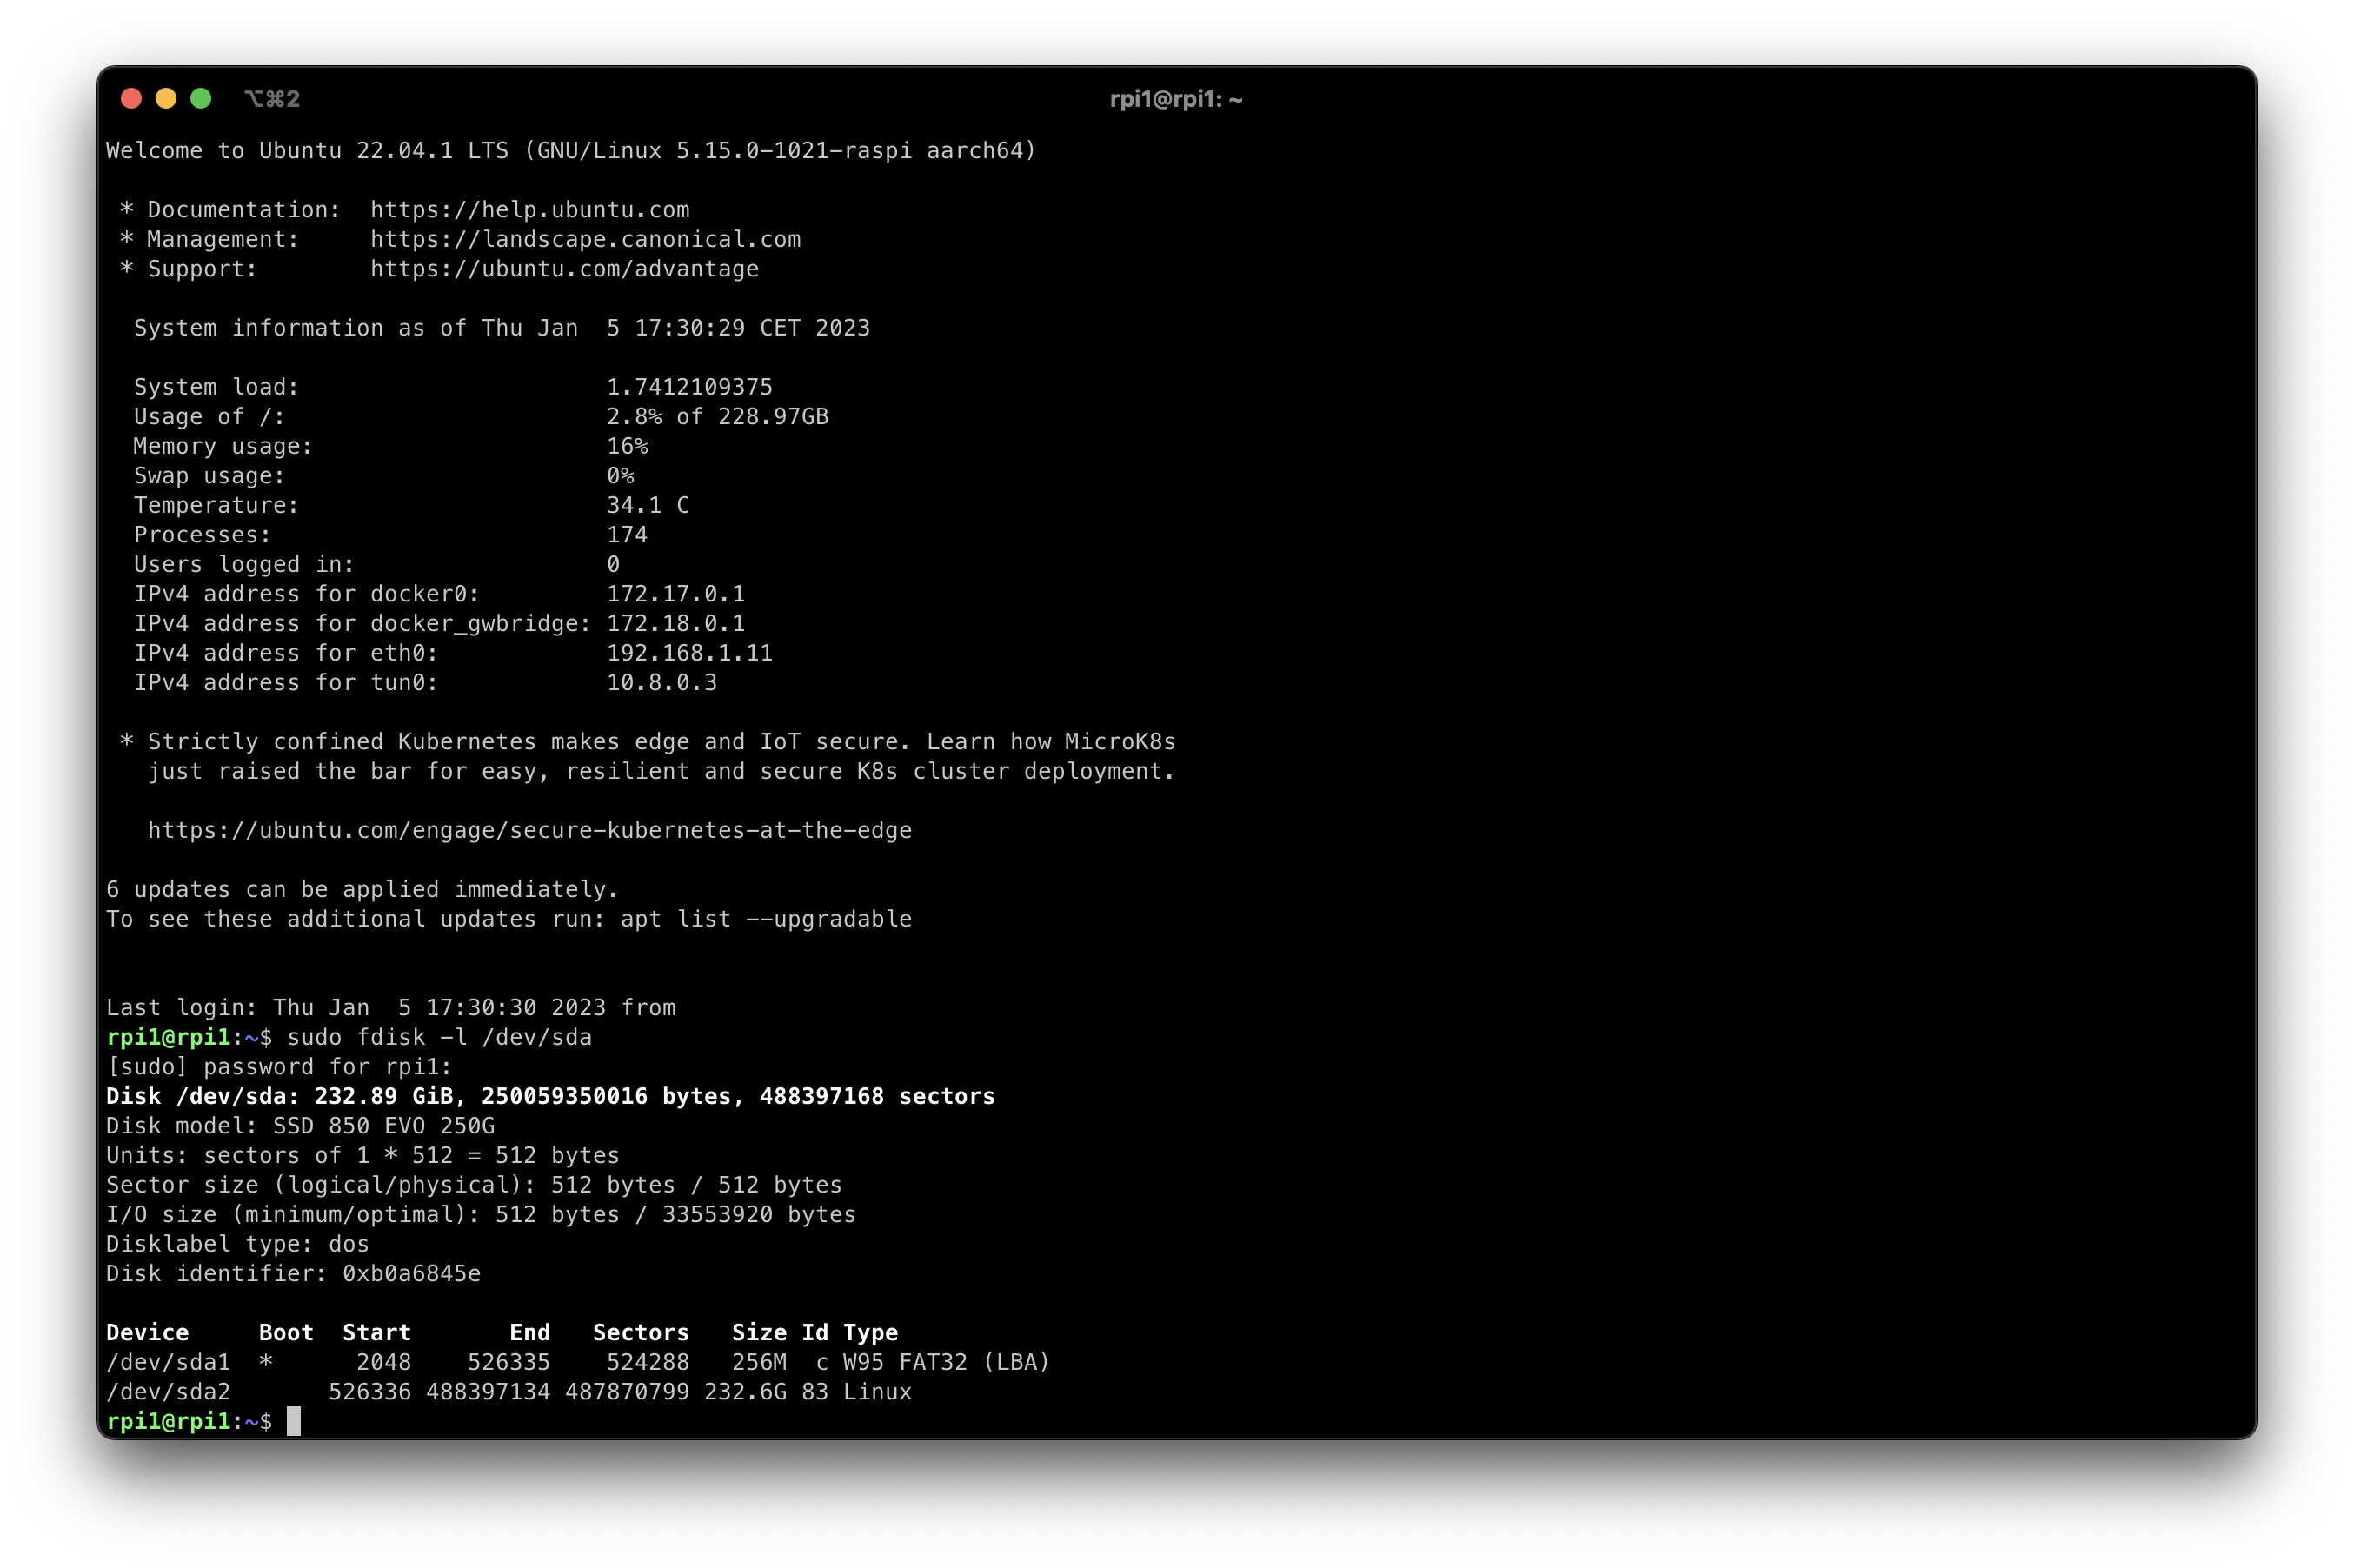 ⌥⌘2
rpi1@rpi1: ~
Welcome to Ubuntu 22.04.1 LTS (GNU/Linux 5.15.0-1021-raspi aarch64)
 * Documentation:  https://help.ubuntu.com
 * Management:     https://landscape.canonical.com
 * Support:        https://ubuntu.com/advantage
  System information as of Thu Jan  5 17:30:29 CET 2023
  System load:                      1.7412109375
  Usage of /:                       2.8% of 228.97GB
  Memory usage:                     16%
  Swap usage:                       0%
  Temperature:                      34.1 C
  Processes:                        174
  Users logged in:                  0
  IPv4 address for docker0:         172.17.0.1
  IPv4 address for docker_gwbridge: 172.18.0.1
  IPv4 address for eth0:            192.168.1.11
  IPv4 address for tun0:            10.8.0.3
 * Strictly confined Kubernetes makes edge and IoT secure. Learn how MicroK8s
   just raised the bar for easy, resilient and secure K8s cluster deployment.
   https://ubuntu.com/engage/secure-kubernetes-at-the-edge
6 updates can be applied immediately.
To see these additional updates run: apt list --upgradable
Last login: Thu Jan  5 17:30:30 2023 from
rpi1@rpi1:~$ sudo fdisk -l /dev/sda
[sudo] password for rpi1:
Disk /dev/sda: 232.89 GiB, 250059350016 bytes, 488397168 sectors
Disk model: SSD 850 EVO 250G
Units: sectors of 1 * 512 = 512 bytes
Sector size (logical/physical): 512 bytes / 512 bytes
I/O size (minimum/optimal): 512 bytes / 33553920 bytes
Disklabel type: dos
Disk identifier: 0xb0a6845e
Device     Boot  Start       End   Sectors   Size Id Type
/dev/sda1  *      2048    526335    524288   256M  c W95 FAT32 (LBA)
/dev/sda2       526336 488397134 487870799 232.6G 83 Linux
rpi1@rpi1:~$